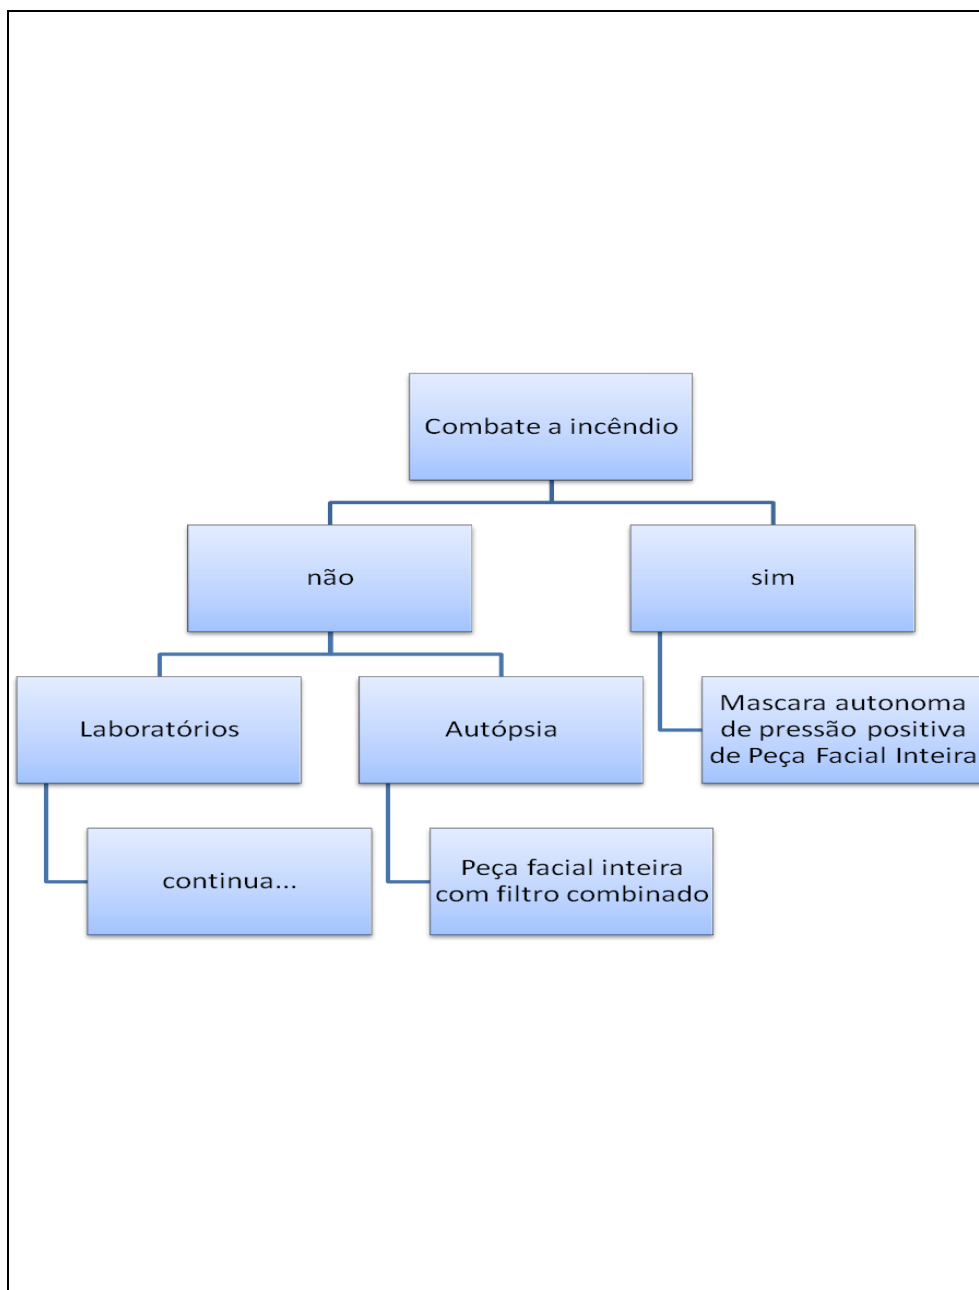 Combate a incêndio
não
sim
Laboratórios
Autópsia
Mascara autonoma
de pressão positiva
de Peça Facial Inteira
continua...
Peça facial inteira
com filtro combinado